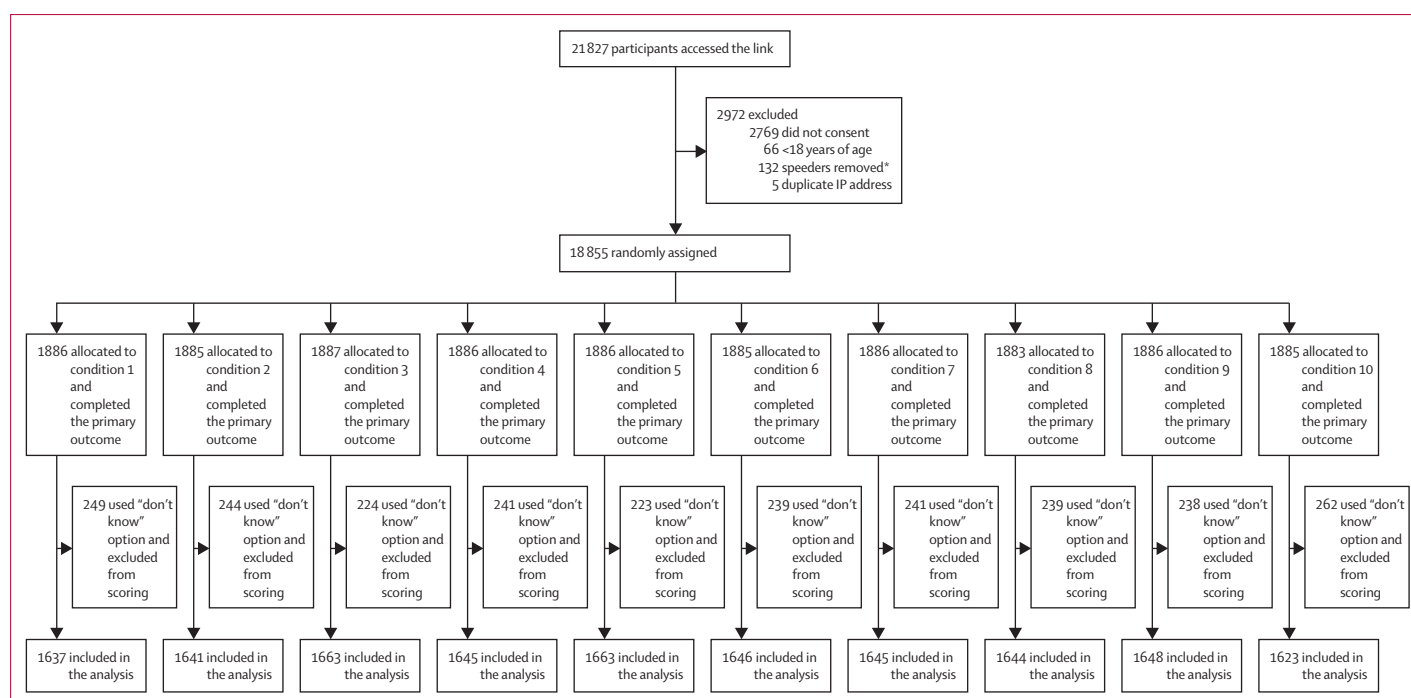 21 827 participants accessed the link
2972 excluded
2769 did not consent
66 <18 years of age
132 speeders removed*
5 duplicate IP address
18 855 randomly assigned
1886 allocated to
condition 1
and
completed
the primary
outcome
1885 allocated to
condition 2
and
completed
the primary
outcome
1887 allocated to
condition 3
and
completed
the primary
outcome
1886 allocated to
condition 4
and
completed
the primary
outcome
1886 allocated to
condition 5
and
completed
the primary
outcome
1885 allocated to
condition 6
and
completed
the primary
outcome
1886 allocated to
condition 7
and
completed
the primary
outcome
1883 allocated to
condition 8
and
completed
the primary
outcome
1886 allocated to
condition 9
and
completed
the primary
outcome
1885 allocated to
condition 10
and
completed
the primary
outcome
249 used “don’t
know”
option and
excluded
from
scoring
244 used “don’t
know”
option and
excluded
from
scoring
224 used “don’t
know”
option and
excluded
from
scoring
241 used “don’t
know”
option and
excluded
from
scoring
223 used “don’t
know”
option and
excluded
from
scoring
239 used “don’t
know”
option and
excluded
from
scoring
241 used “don’t
know”
option and
excluded
from
scoring
239 used “don’t
know”
option and
excluded
from
scoring
238 used “don’t
know”
option and
excluded
from
scoring
262 used “don’t
know”
option and
excluded
from
scoring
1637 included in
the analysis
1641 included in
the analysis
1663 included in
the analysis
1645 included in
the analysis
1663 included in
the analysis
1646 included in
the analysis
1645 included in
the analysis
1644 included in
the analysis
1648 included in
the analysis
1623 included in
the analysis